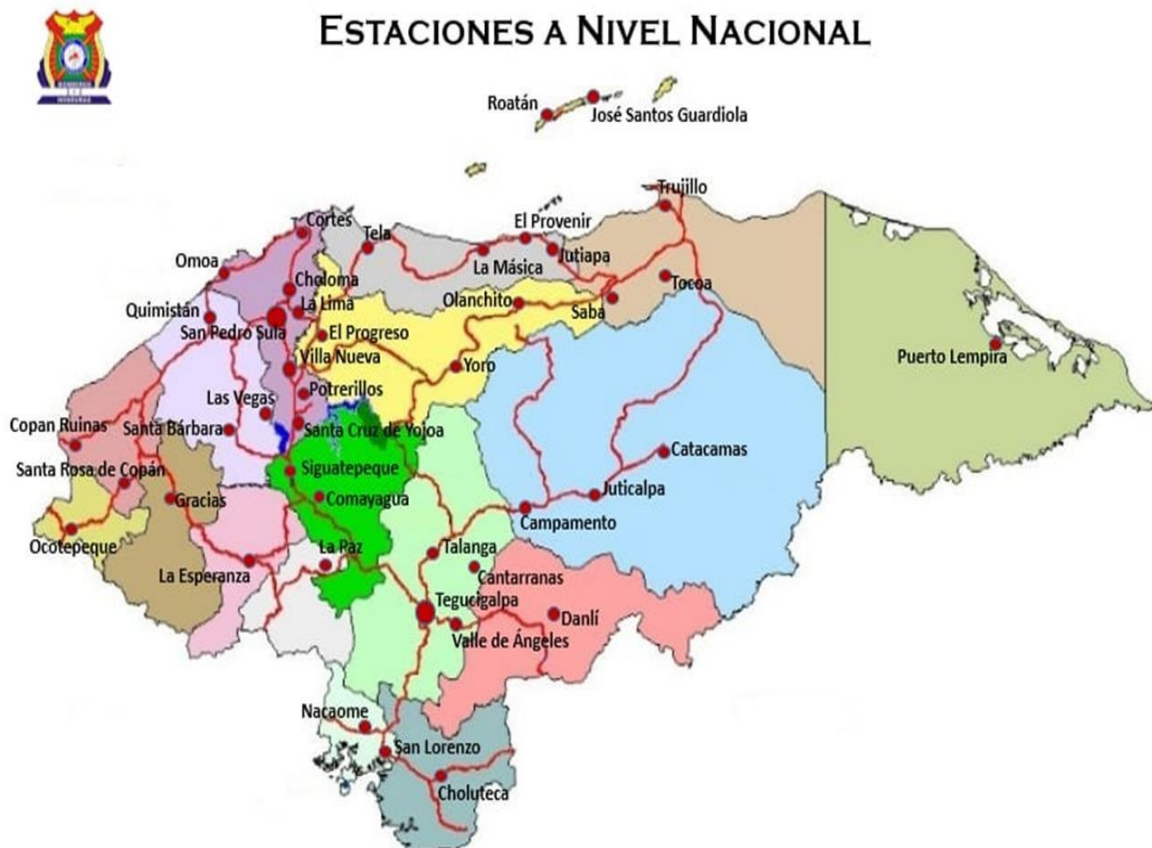 ESTACIONES A NIVEL NACIONAL
BOMBEROS
HONDURAS
Roatán
José Santos Guardiola
Trujillo
Cortes
Tela
El Provenir
Omoa
La Másica
Jutiapa
Choloma
Tocoa
Quimistán
La Lima
Olanchito
Sabá
San Pedro Sula
El Progreso
Puerto Lempira
Villa Nueva
Yoro
Las Vegas
Potrerillos
Copan Ruinas
Santa Bárbara
Santa Cruz de Yojoa
Catacamas
Santa Rosa de Copán
Siguatepeque
Gracias
Comayagua
Juticalpa
Campamento
Ocotepeque
La Paz
Talanga
La Esperanza
Cantarranas
Tegucigalpa
Danlí
Valle de Ángeles
Nacaome
San Lorenzo
Choluteca